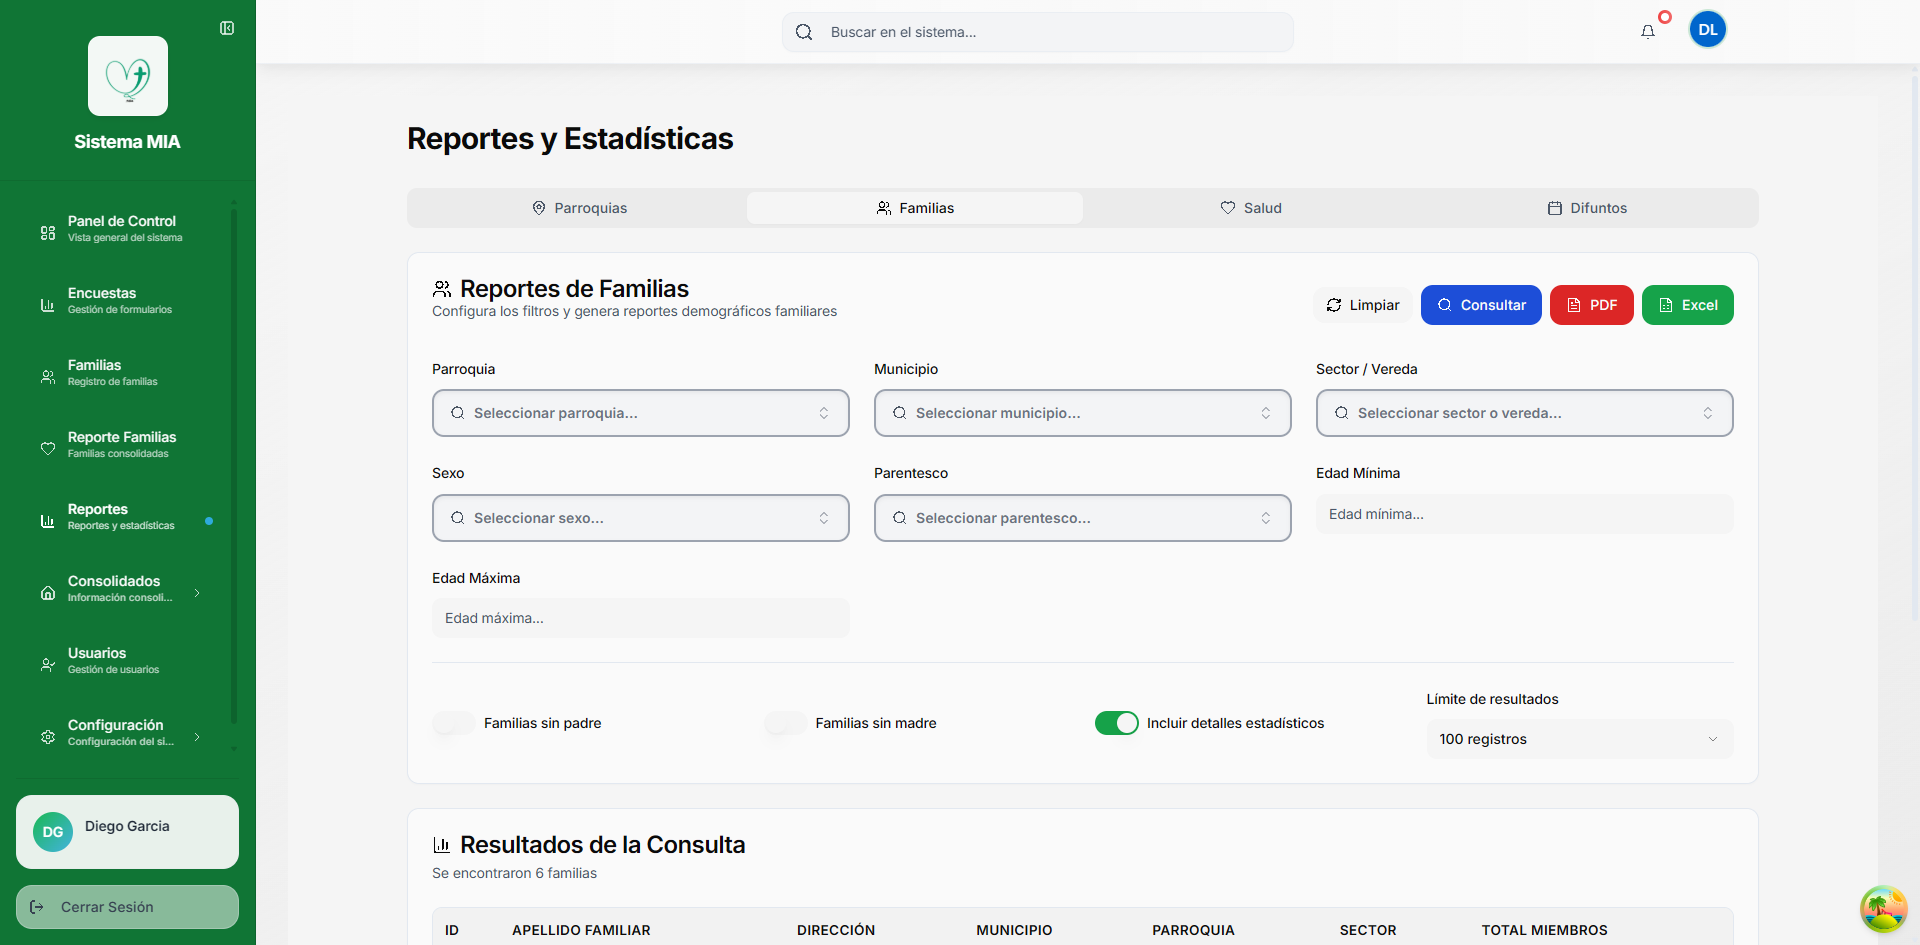 Sistema MIA
Panel de Control
Vista general del sistema
Encuestas
Gestión de formularios
Familias
Registro de familias
Reporte Familias
Familias consolidadas
Reportes
Reportes y estadísticas
Consolidados
Información consoli...
Usuarios
Gestión de usuarios
Configuración
Configuración del si...
DG
Diego Garcia
Cerrar Sesión
Buscar en el sistema...
DL
Reportes y Estadísticas
Parroquias
Familias
Salud
Difuntos
Reportes de Familias
Configura los filtros y genera reportes demográficos familiares
Limpiar
Consultar
PDF
Excel
Parroquia
Municipio
Sector / Vereda
Seleccionar parroquia...
Seleccionar municipio...
Seleccionar sector o vereda...
Sexo
Parentesco
Edad Mínima
Seleccionar sexo...
Seleccionar parentesco...
Edad mínima...
Edad Máxima
Edad máxima...
Familias sin padre
Familias sin madre
Incluir detalles estadísticos
Límite de resultados
100 registros
Resultados de la Consulta
Se encontraron 6 familias
ID APELLIDO FAMILIAR DIRECCIÓN MUNICIPIO PARROQUIA SECTOR TOTAL MIEMBROS